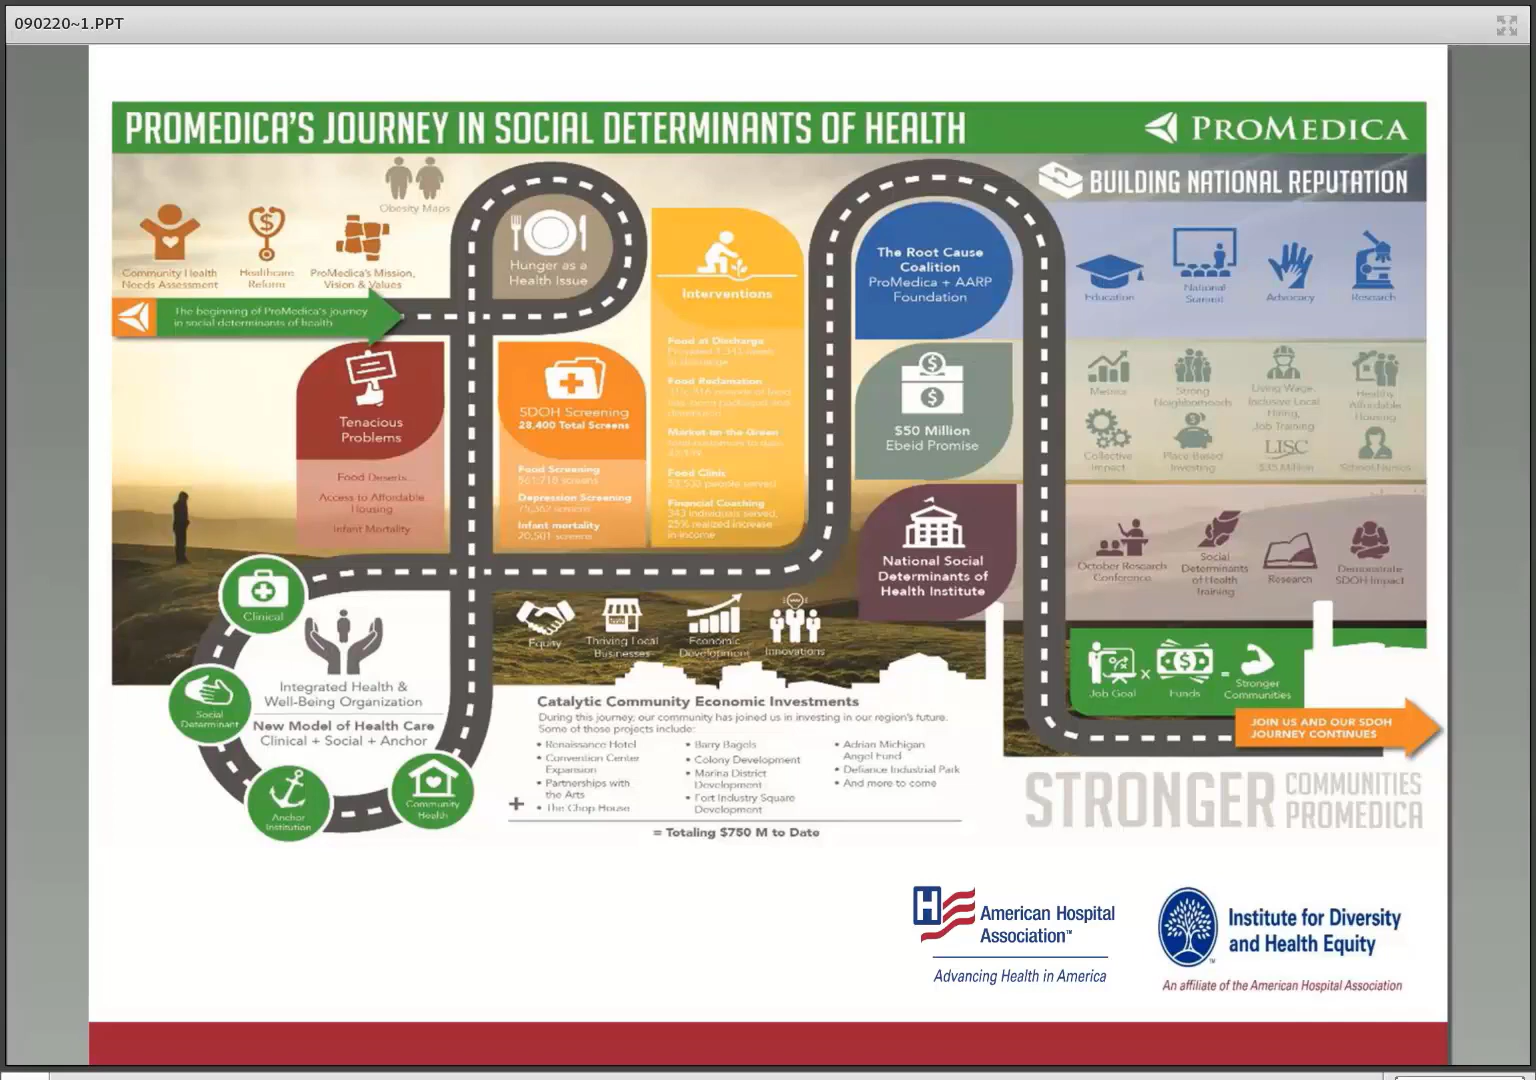 090220~1.PPT
PROMEDICA'S JOURNEY IN SOCIAL DETERMINANTS OF HEALTH
PROMEDICA
BUILDING NATIONAL REPUTATION
Obesity Maps
Community Health
Needs Assessment
Healthcare
Reform
ProMedica's Mission,
Vision & Values
The beginning of ProMedica's journey
in social determinants of health
Hunger as a
Health Issue
Tenacious
Problems
Food Deserts
Access to Affordable
Housing
Infant Mortality
SDOH Screening
28,400 Total Screens
Food Screening
screens
Depression Screening
screens
Infant mortality
20,501 screens
Interventions
Food at Discharge
Food Reclamation
Market on the Green
Food Clinic
people served
Financial Coaching
343 individuals served,
25% realized increase
in income
The Root Cause
Coalition
ProMedica + AARP
Foundation
Education
National
Summit
Advocacy
Research
$50 Million
Ebeid Promise
Metrics
Strong
Neighborhoods
Living Wage,
Inclusive Local
Hiring,
Job Training
Healthy
Affordable
Housing
Collective
Impact
Place Based
Investing
LISC
$35 Million
School Nurses
National Social
Determinants of
Health Institute
October Research
Conference
Social
Determinants
of Health
Training
Research
Demonstrate
SDOH Impact
Clinical
Social
Determinant
Anchor
Institution
Community
Health
Integrated Health &
Well-Being Organization
New Model of Health Care
Clinical + Social + Anchor
Equity
Thriving Local
Businesses
Economic
Development
Innovations
Catalytic Community Economic Investments
During this journey, our community has joined us in investing in our region's future.
Some of those projects include:
• Renaissance Hotel
• Convention Center
Expansion
• Partnerships with
the Arts
+ • The Chop House
• Barry Bagels
• Colony Development
• Marina District
Development
• Fort Industry Square
Development
• Adrian Michigan
Angel Fund
• Defiance Industrial Park
• And more to come
= Totaling $750 M to Date
Job Goal x Funds = Stronger
Communities
JOIN US AND OUR SDOH
JOURNEY CONTINUES
STRONGER COMMUNITIES
PROMEDICA
H
American Hospital
Association™
Advancing Health in America
Institute for Diversity
and Health Equity
An affiliate of the American Hospital Association